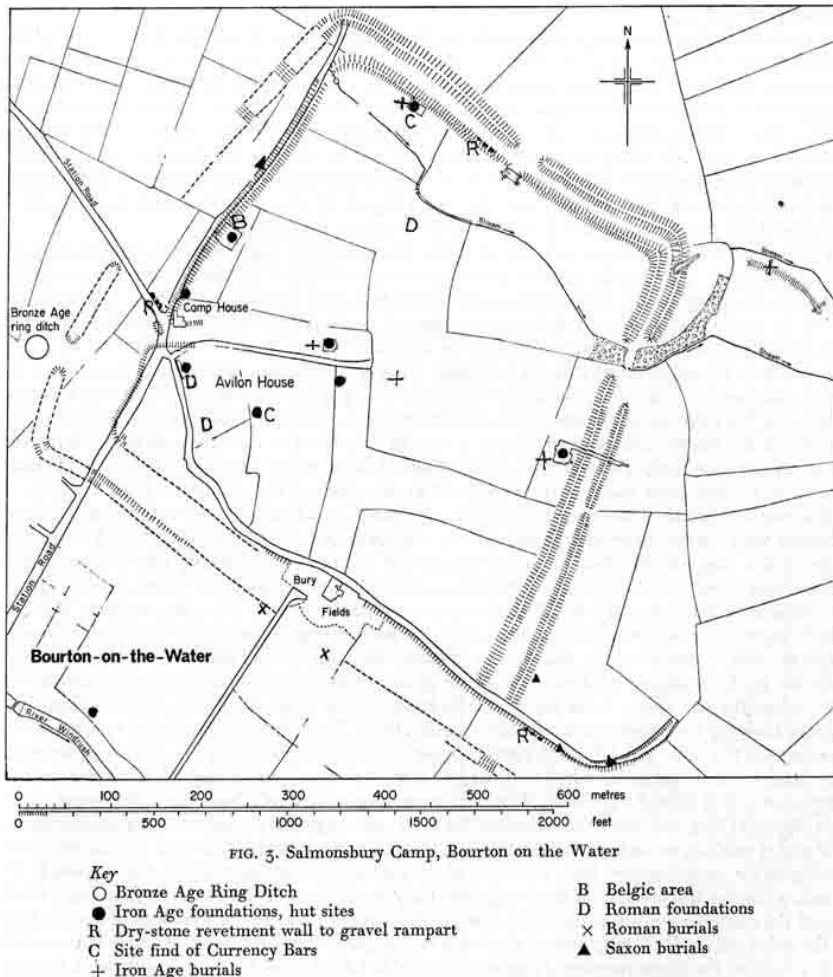 N
Station Road
C
R
B
D
Stream
Stream
Stream
R
Camp House
Bronze Age
ring ditch
D
Avilon House
D
C
Station Road
Bury
Fields
X
X
Bourton-on-the-Water
River Windrush
R
0 100 200 300 400 500 600 metres
0 500 1000 1500 2000 feet
FIG. 3. Salmonsbury Camp, Bourton on the Water
Key
Bronze Age Ring Ditch
Iron Age foundations, hut sites
R Dry-stone revetment wall to gravel rampart
C Site find of Currency Bars
+ Iron Age burials
B Belgic area
D Roman foundations
× Roman burials
Saxon burials